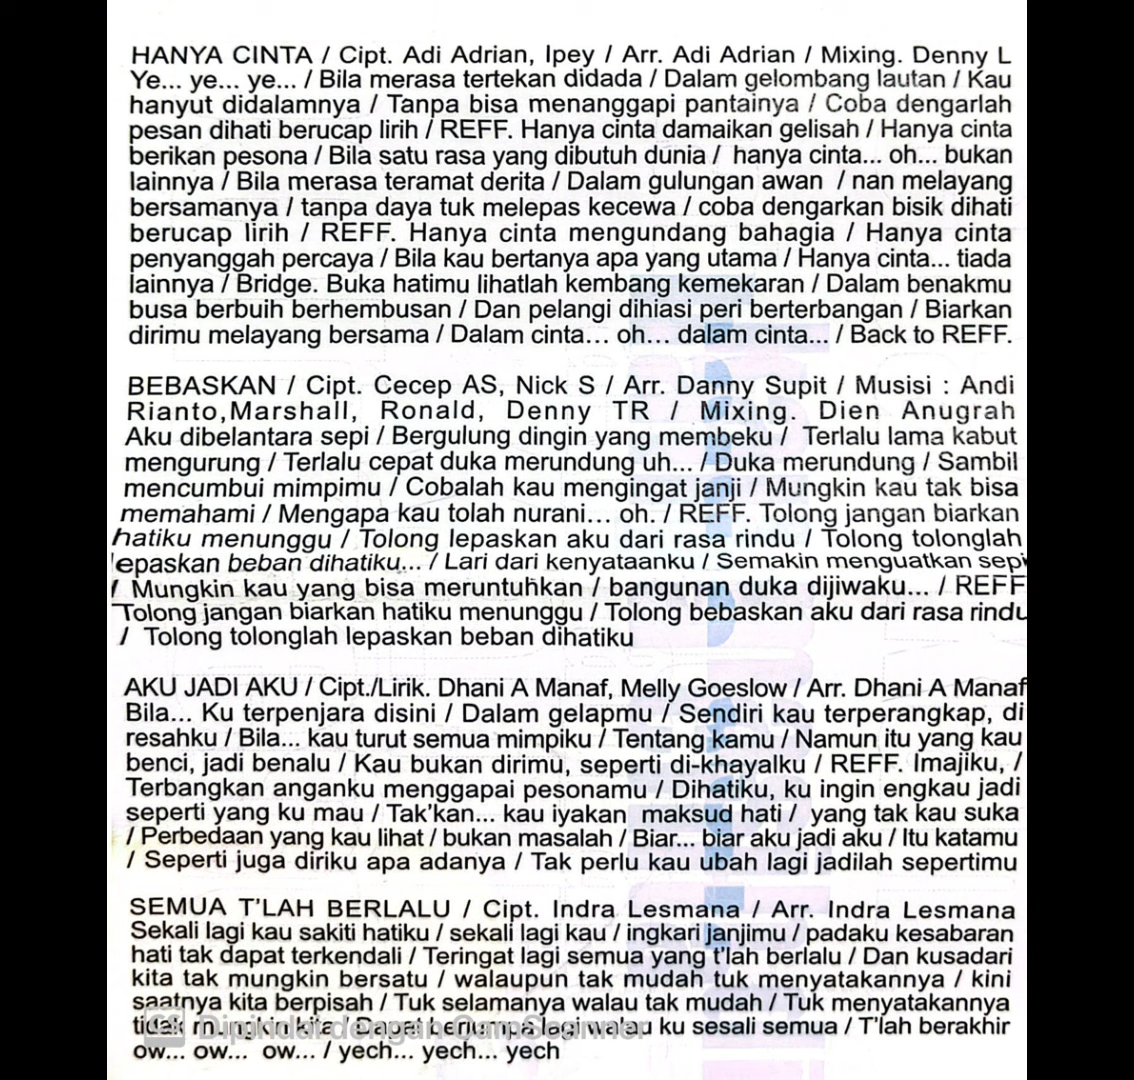 HANYA CINTA / Cipt. Adi Adrian, Ipey / Arr. Adi Adrian / Mixing. Denny L
Ye... ye... ye... / Bila merasa tertekan didada / Dalam gelombang lautan / Kau
hanyut didalamnya / Tanpa bisa menanggapi pantainya / Coba dengarlah
pesan dihati berucap lirih / REFF. Hanya cinta damaikan gelisah / Hanya cinta
berikan pesona / Bila satu rasa yang dibutuh dunia / hanya cinta... oh... bukan
lainnya / Bila merasa teramat derita / Dalam gulungan awan / nan melayang
bersamanya / tanpa daya tuk melepas kecewa / coba dengarkan bisik dihati
berucap lirih / REFF. Hanya cinta mengundang bahagia / Hanya cinta
penyanggah percaya / Bila kau bertanya apa yang utama / Hanya cinta... tiada
lainnya / Bridge. Buka hatimu lihatlah kembang kemekaran / Dalam benakmu
busa berbuih berhembusan / Dan pelangi dihiasi peri berterbangan / Biarkan
dirimu melayang bersama / Dalam cinta... oh... dalam cinta... / Back to REFF.
BEBASKAN / Cipt. Cecep AS, Nick S / Arr. Danny Supit / Musisi : Andi
Rianto,Marshall, Ronald, Denny TR / Mixing. Dien Anugrah
Aku dibelantara sepi / Bergulung dingin yang membeku / Terlalu lama kabut
mengurung / Terlalu cepat duka merundung uh... / Duka merundung / Sambil
mencumbui mimpimu / Cobalah kau mengingat janji / Mungkin kau tak bisa
memahami / Mengapa kau tolah nurani... oh. / REFF. Tolong jangan biarkan
hatiku menunggu / Tolong lepaskan aku dari rasa rindu / Tolong tolonglah
lepaskan beban dihatiku... / Lari dari kenyataanku / Semakin menguatkan sepi
/ Mungkin kau yang bisa meruntuhkan / bangunan duka dijiwaku... / REFF
Tolong jangan biarkan hatiku menunggu / Tolong bebaskan aku dari rasa rindu
/ Tolong tolonglah lepaskan beban dihatiku
AKU JADI AKU / Cipt./Lirik. Dhani A Manaf, Melly Goeslow / Arr. Dhani A Manaf
Bila... Ku terpenjara disini / Dalam gelapmu / Sendiri kau terperangkap, di
resahku / Bila... kau turut semua mimpiku / Tentang kamu / Namun itu yang kau
benci, jadi benalu / Kau bukan dirimu, seperti di-khayalku / REFF. Imajiku, /
Terbangkan anganku menggapai pesonamu / Dihatiku, ku ingin engkau jadi
seperti yang ku mau / Tak'kan... kau iyakan maksud hati / yang tak kau suka
/ Perbedaan yang kau lihat / bukan masalah / Biar... biar aku jadi aku / Itu katamu
/ Seperti juga diriku apa adanya / Tak perlu kau ubah lagi jadilah sepertimu
SEMUA T'LAH BERLALU / Cipt. Indra Lesmana / Arr. Indra Lesmana
Sekali lagi kau sakiti hatiku / sekali lagi kau / ingkari janjimu / padaku kesabaran
hati tak dapat terkendali / Teringat lagi semua yang t'lah berlalu / Dan kusadari
kita tak mungkin bersatu / walaupun tak mudah tuk menyatakannya / kini
saatnya kita berpisah / Tuk selamanya walau tak mudah / Tuk menyatakannya
tidak mungkin kita / Dapat berjumpa lagi walau ku sesali semua / T'lah berakhir
CS Dipindai dengan CamScanner
ow... ow... ow... / yech... yech... yech